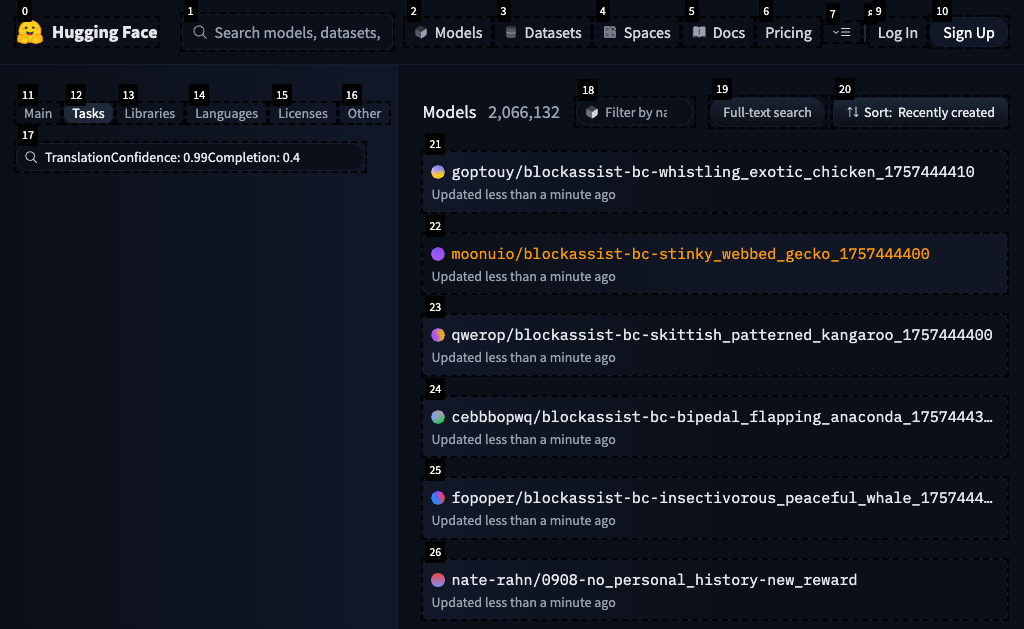 0 1 2 3 4 5 6 7 8 9 10
Hugging Face Search models, datasets, Models Datasets Spaces Docs Pricing Log In Sign Up
11 12 13 14 15 16
Main Tasks Libraries Languages Licenses Other
17
TranslationConfidence: 0.99Completion: 0.4
18 19 20
Models 2,066,132 Filter by na Full-text search Sort: Recently created
21
goptouy/blockassist-bc-whistling_exotic_chicken_1757444410
Updated less than a minute ago
22
moonuio/blockassist-bc-stinky_webbed_gecko_1757444400
Updated less than a minute ago
23
qwerop/blockassist-bc-skittish_patterned_kangaroo_1757444400
Updated less than a minute ago
24
cebbbopwq/blockassist-bc-bipedal_flapping_anaconda_17574443…
Updated less than a minute ago
25
fopoper/blockassist-bc-insectivorous_peaceful_whale_1757444…
Updated less than a minute ago
26
nate-rahn/0908-no_personal_history-new_reward
Updated less than a minute ago